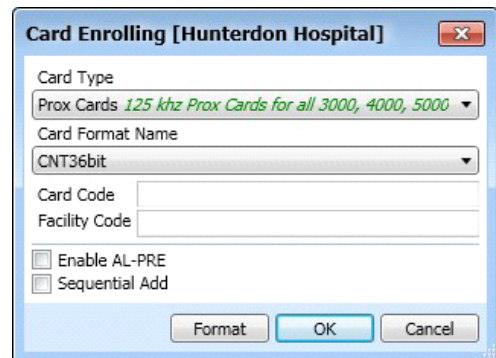 Card Enrolling [Hunterdon Hospital]
Card Type
Prox Cards 125 khz Prox Cards for all 3000, 4000, 5000
Card Format Name
CNT36bit
Card Code
Facility Code
Enable AL-PRE
Sequential Add
Format OK Cancel